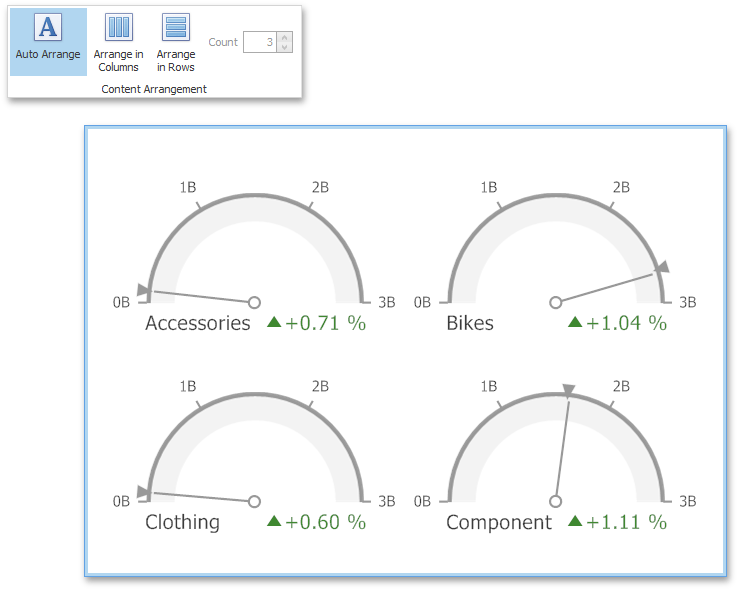 A
Auto Arrange
Arrange in
Columns
Arrange
in Rows
Count 3
Content Arrangement
1B 2B
0B 3B
Accessories +0.71 %
1B 2B
0B 3B
Bikes +1.04 %
1B 2B
0B 3B
Clothing +0.60 %
1B 2B
0B 3B
Component +1.11 %